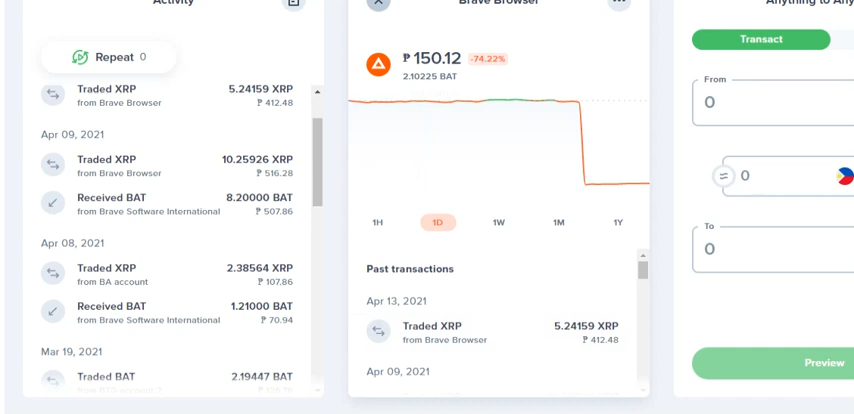 Activity
Repeat 0
Traded XRP 5.24159 XRP
from Brave Browser ₱ 412.48
Apr 09, 2021
Traded XRP 10.25926 XRP
from Brave Browser ₱ 516.28
Received BAT 8.20000 BAT
from Brave Software International ₱ 507.86
Apr 08, 2021
Traded XRP 2.38564 XRP
from BA account ₱ 107.86
Received BAT 1.21000 BAT
from Brave Software International ₱ 70.94
Mar 19, 2021
Traded BAT 2.19447 BAT
Brave Browser
₱ 150.12 -74.22%
2.10225 BAT
1H 1D 1W 1M 1Y
Past transactions
Apr 13, 2021
Traded XRP 5.24159 XRP
from Brave Browser ₱ 412.48
Apr 09, 2021
Anything to Any
Transact
From
0
= 0
To
0
Preview